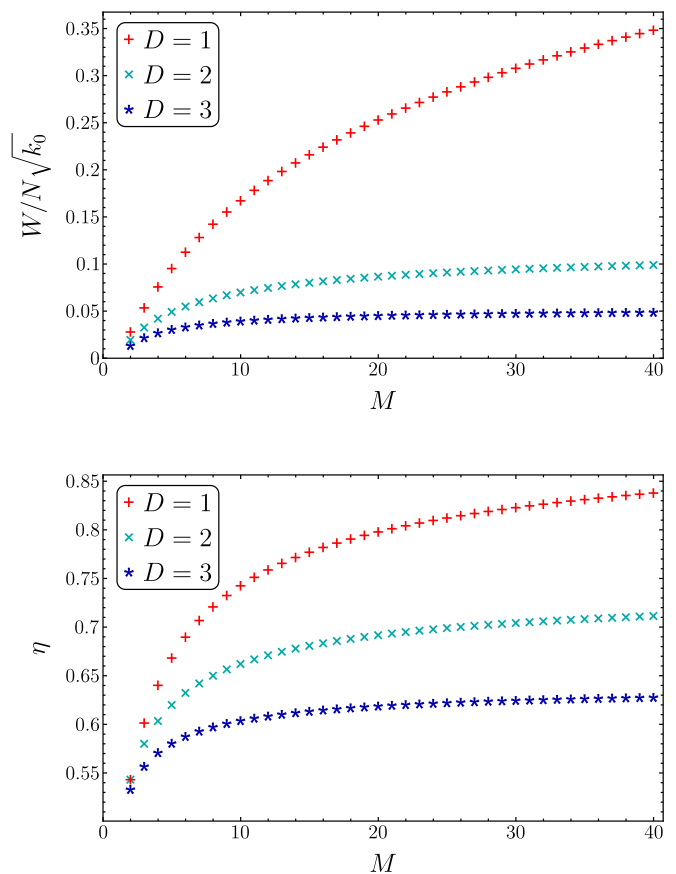 0.35
0.3
0.25
0.2
0.15
0.1
0.05
0
W/N√k₀
+ D = 1
× D = 2
⋆ D = 3
0 10 20 30 40
M
0.85
0.8
0.75
0.7
0.65
0.6
0.55
η
+ D = 1
× D = 2
⋆ D = 3
0 10 20 30 40
M